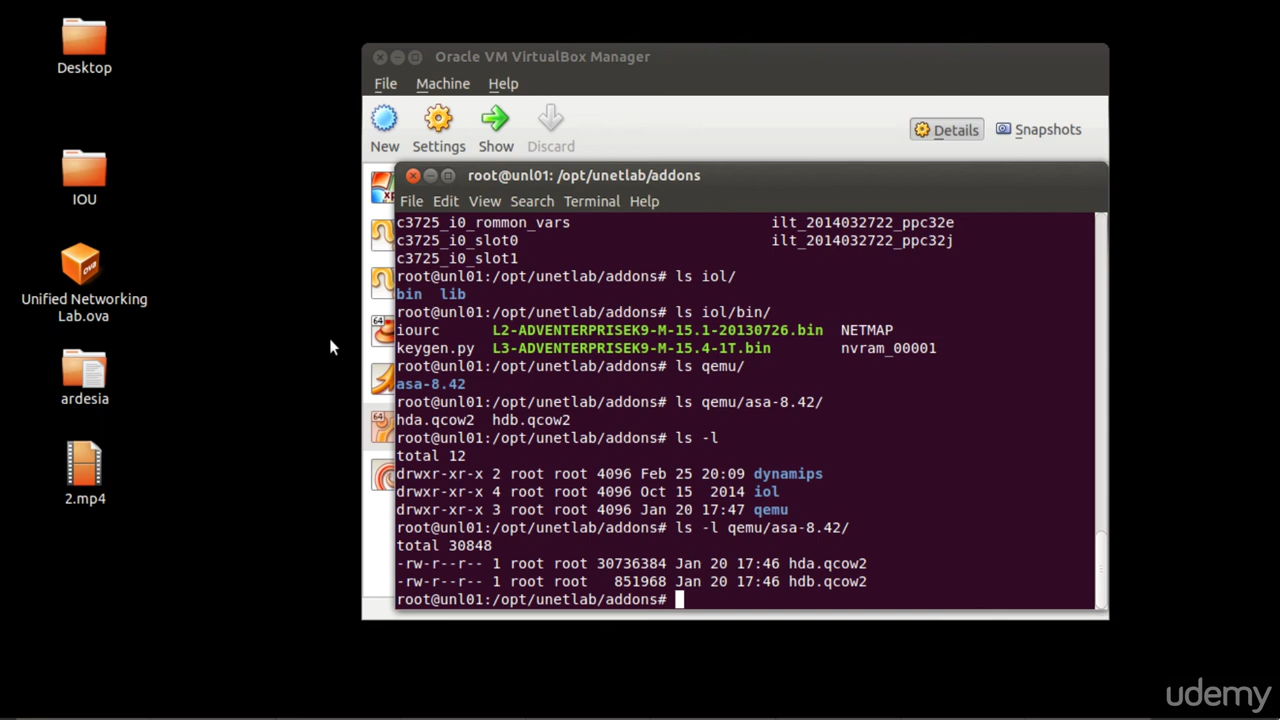 Desktop
IOU
Unified Networking
Lab.ova
ardesia
2.mp4
Oracle VM VirtualBox Manager
File Machine Help
New Settings Show Discard
Details Snapshots
root@unl01: /opt/unetlab/addons
File Edit View Search Terminal Help
c3725_i0_rommon_vars ilt_2014032722_ppc32e
c3725_i0_slot0 ilt_2014032722_ppc32j
c3725_i0_slot1
root@unl01:/opt/unetlab/addons# ls iol/
bin lib
root@unl01:/opt/unetlab/addons# ls iol/bin/
iourc L2-ADVENTERPRISEK9-M-15.1-20130726.bin NETMAP
keygen.py L3-ADVENTERPRISEK9-M-15.4-1T.bin nvram_00001
root@unl01:/opt/unetlab/addons# ls qemu/
asa-8.42
root@unl01:/opt/unetlab/addons# ls qemu/asa-8.42/
hda.qcow2 hdb.qcow2
root@unl01:/opt/unetlab/addons# ls -l
total 12
drwxr-xr-x 2 root root 4096 Feb 25 20:09 dynamips
drwxr-xr-x 4 root root 4096 Oct 15 2014 iol
drwxr-xr-x 3 root root 4096 Jan 20 17:47 qemu
root@unl01:/opt/unetlab/addons# ls -l qemu/asa-8.42/
total 30848
-rw-r--r-- 1 root root 30736384 Jan 20 17:46 hda.qcow2
-rw-r--r-- 1 root root 851968 Jan 20 17:46 hdb.qcow2
root@unl01:/opt/unetlab/addons#
64
64
ova
udemy